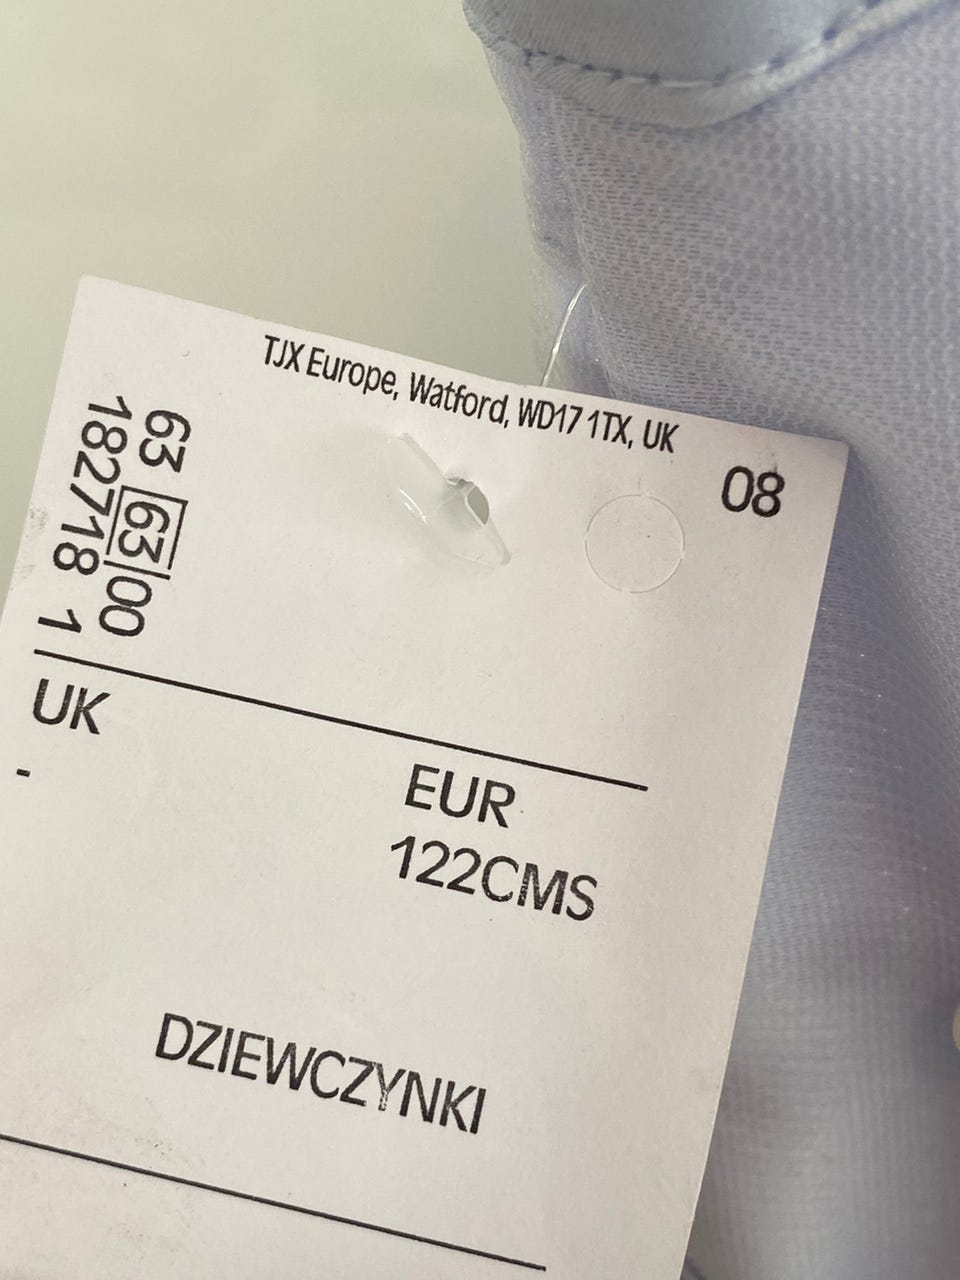 TJX Europe, Watford, WD17 1TX, UK
08
63 63 00
182718 1
UK
EUR
-
122CMS
DZIEWCZYNKI